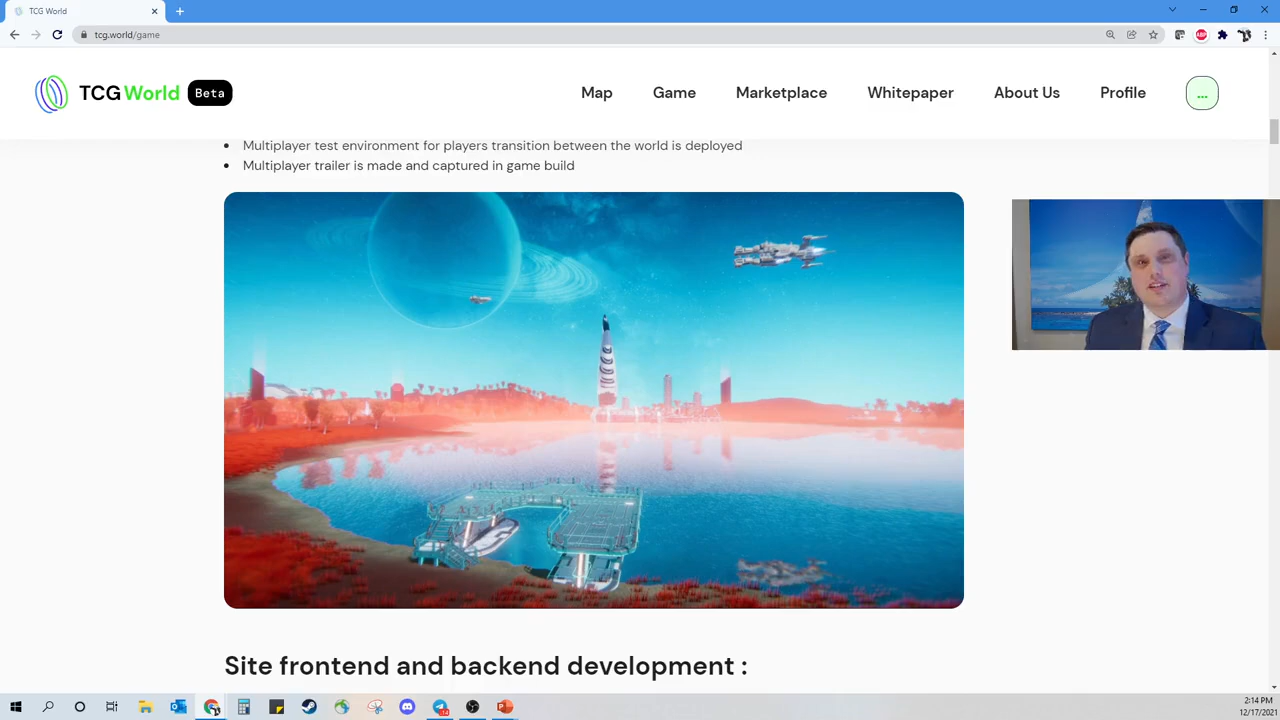 TCG World
tcg.world/game
TCG World Beta
Map
Game
Marketplace
Whitepaper
About Us
Profile
...
Multiplayer test environment for players transition between the world is deployed
Multiplayer trailer is made and captured in game build
Site frontend and backend development :
2:14 PM
12/17/2021